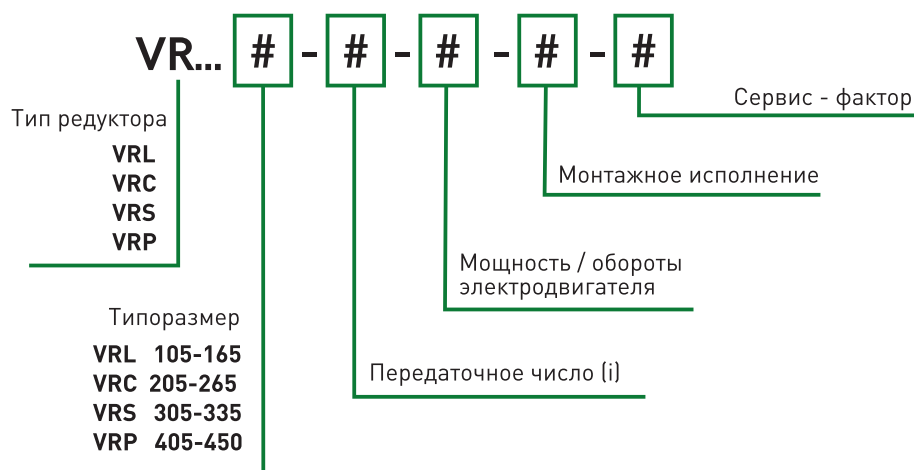 VR... # - # - # - # - #
Сервис - фактор
Тип редуктора
VRL
VRC
VRS
VRP
Монтажное исполнение
Мощность / обороты
электродвигателя
Типоразмер
VRL 105-165
VRC 205-265
VRS 305-335
VRP 405-450
Передаточное число (i)